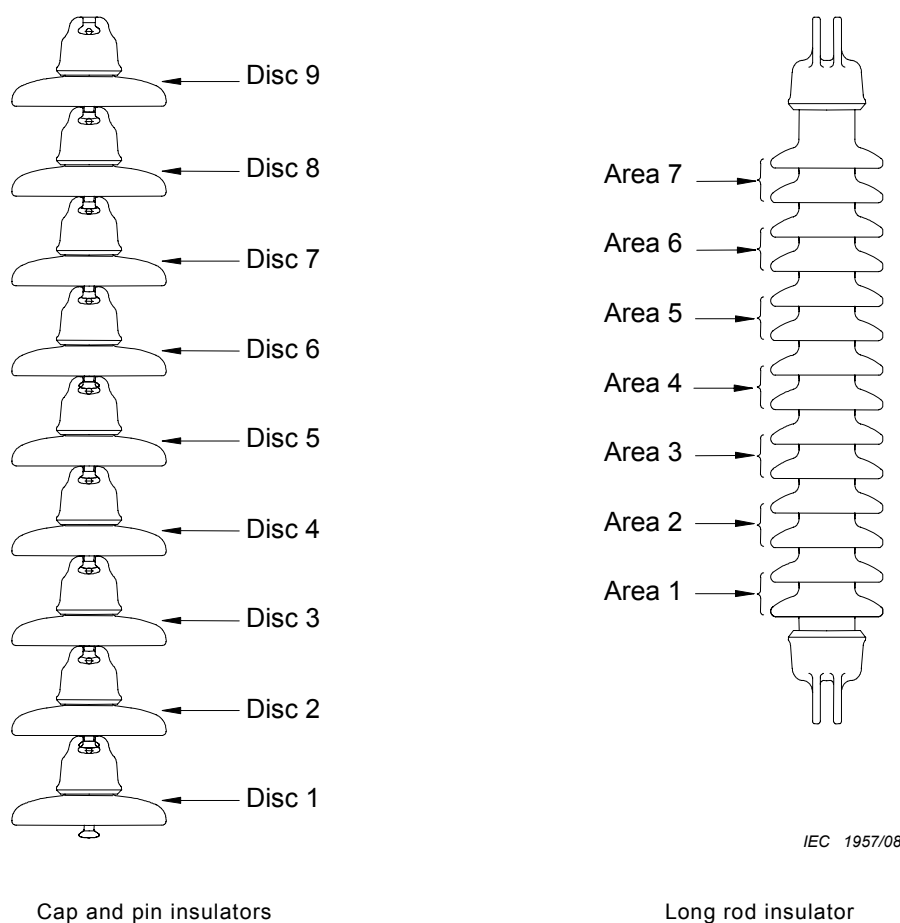 Disc 9
Disc 8
Disc 7
Disc 6
Disc 5
Disc 4
Disc 3
Disc 2
Disc 1
Area 7
Area 6
Area 5
Area 4
Area 3
Area 2
Area 1
IEC 1957/08
Cap and pin insulators
Long rod insulator